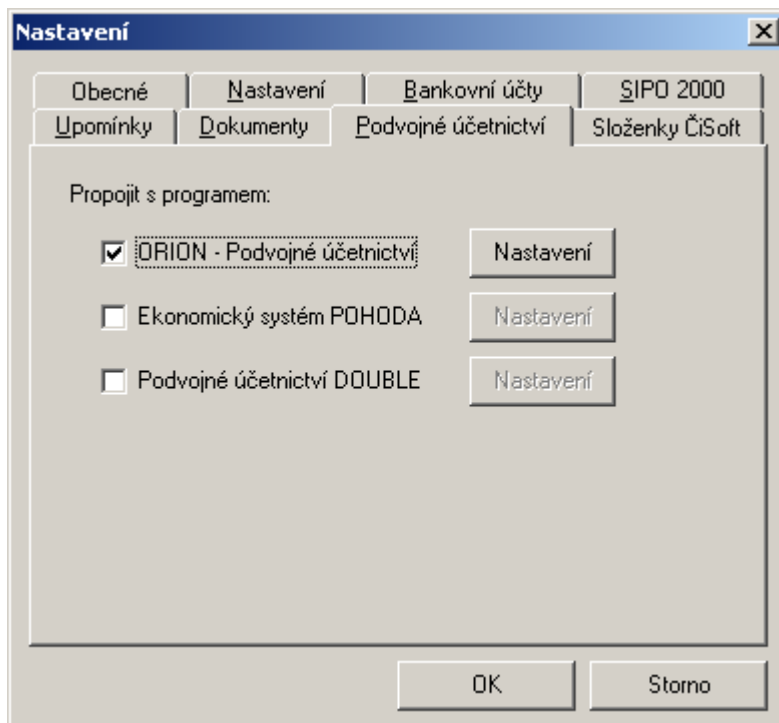 Nastavení
Obecné Nastavení Bankovní účty SIPO 2000
Upomínky Dokumenty Podvojné účetnictví Složenky ČiSoft
Propojit s programem:
ORION - Podvojné účetnictví Nastavení
Ekonomický systém POHODA Nastavení
Podvojné účetnictví DOUBLE Nastavení
OK Storno